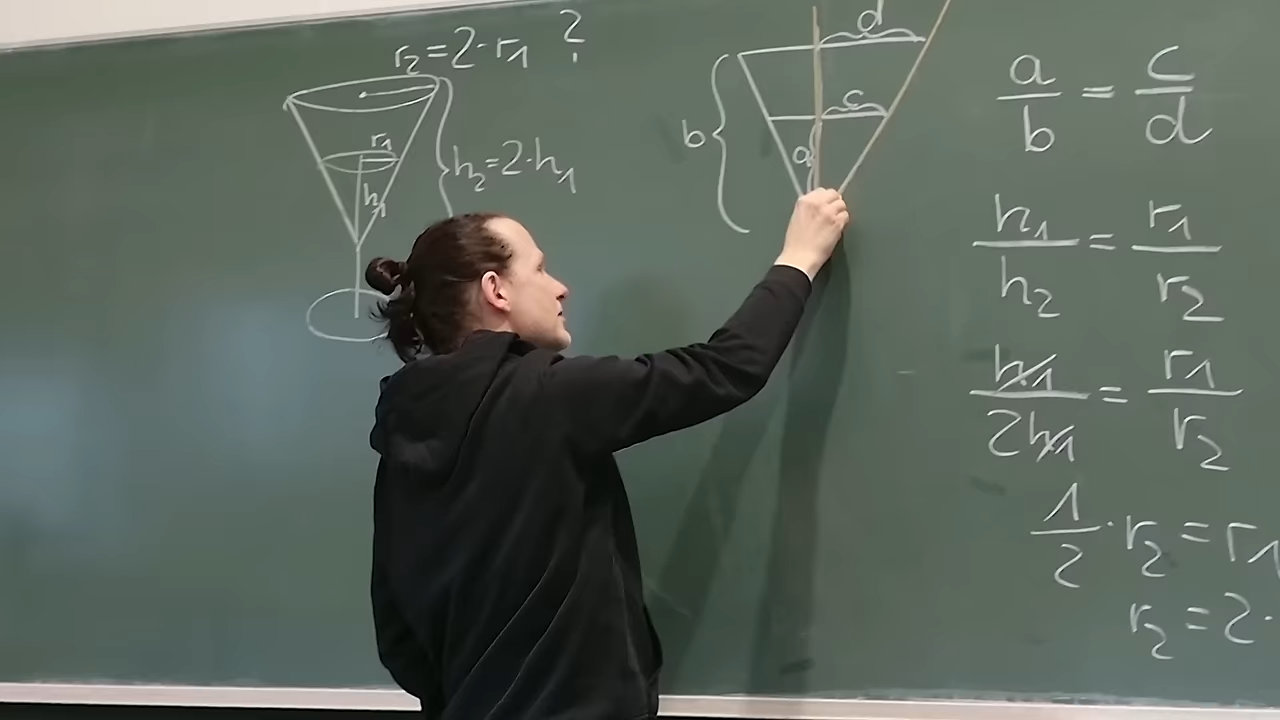 r₂ = 2·r₁ ?
r₁
h₁
h₂ = 2·h₁
d
c
b
a
a/b = c/d
h₁/h₂ = r₁/r₂
h₁/2h₁ = r₁/r₂
1/2 · r₂ = r₁
r₂ = 2·